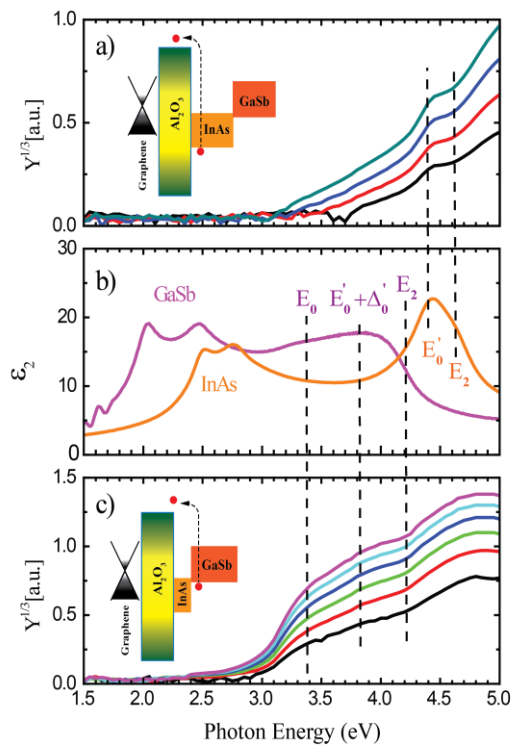 a)
1.0
0.5
0.0
Y^{1/3}[a.u.]
Graphene
Al₂O₃
InAs
GaSb
b)
30
20
10
0
ε₂
GaSb
InAs
E₀
E₀'+Δ₀'
E₂
E₀'
E₂
c)
1.5
1.0
0.5
0.0
Y^{1/3}[a.u.]
Graphene
Al₂O₃
InAs
GaSb
1.5 2.0 2.5 3.0 3.5 4.0 4.5 5.0
Photon Energy (eV)